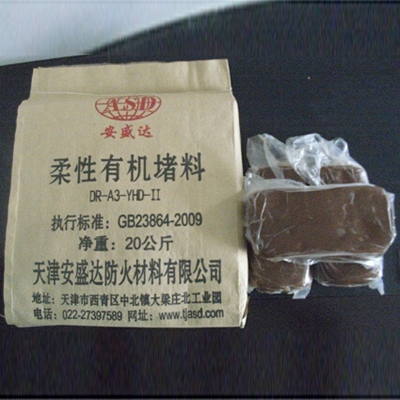 ASD
安盛达
柔性有机堵料
DR-A3-YHD-II
执行标准：GB23864-2009
净重：20公斤
天津安盛达防火材料有限公司
地址：天津市西青区中北镇大梁庄北工业园
电话：022-27397589 网址：www.tjasd.com